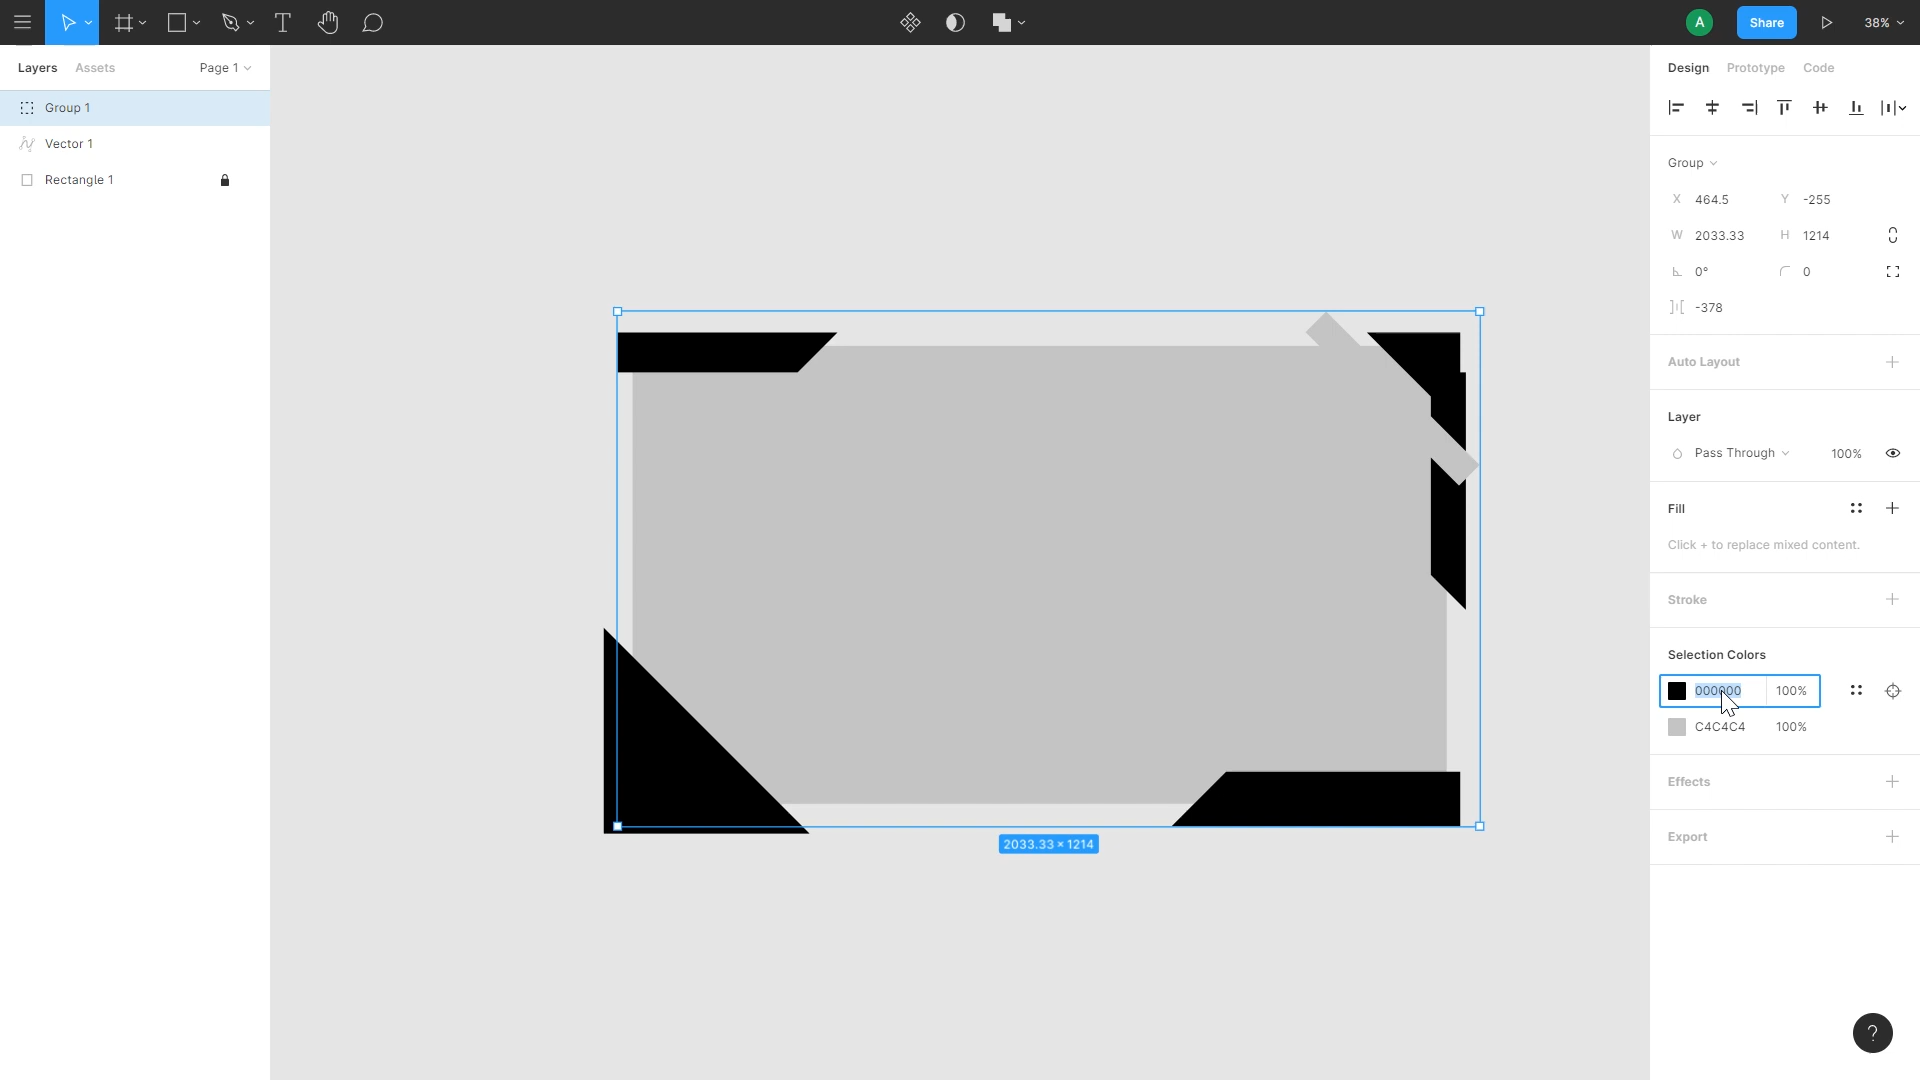 A
Share
38%
Layers
Assets
Page 1
Group 1
Vector 1
Rectangle 1
2033.33 × 1214
Design
Prototype
Code
Group
X 464.5 Y -255
W 2033.33 H 1214
0° 0
-378
Auto Layout
Layer
Pass Through 100%
Fill
Click + to replace mixed content.
Stroke
Selection Colors
000000 100%
C4C4C4 100%
Effects
Export
?